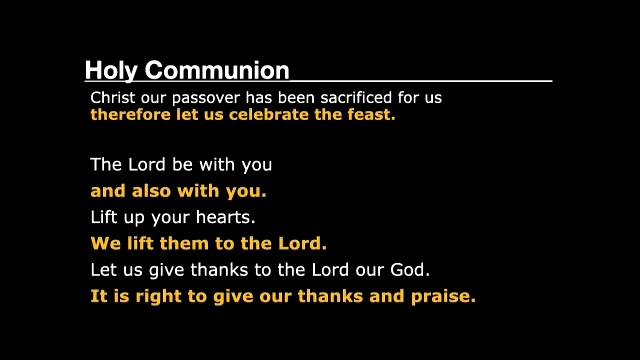 Holy Communion
Christ our passover has been sacrificed for us
therefore let us celebrate the feast.
The Lord be with you
and also with you.
Lift up your hearts.
We lift them to the Lord.
Let us give thanks to the Lord our God.
It is right to give our thanks and praise.